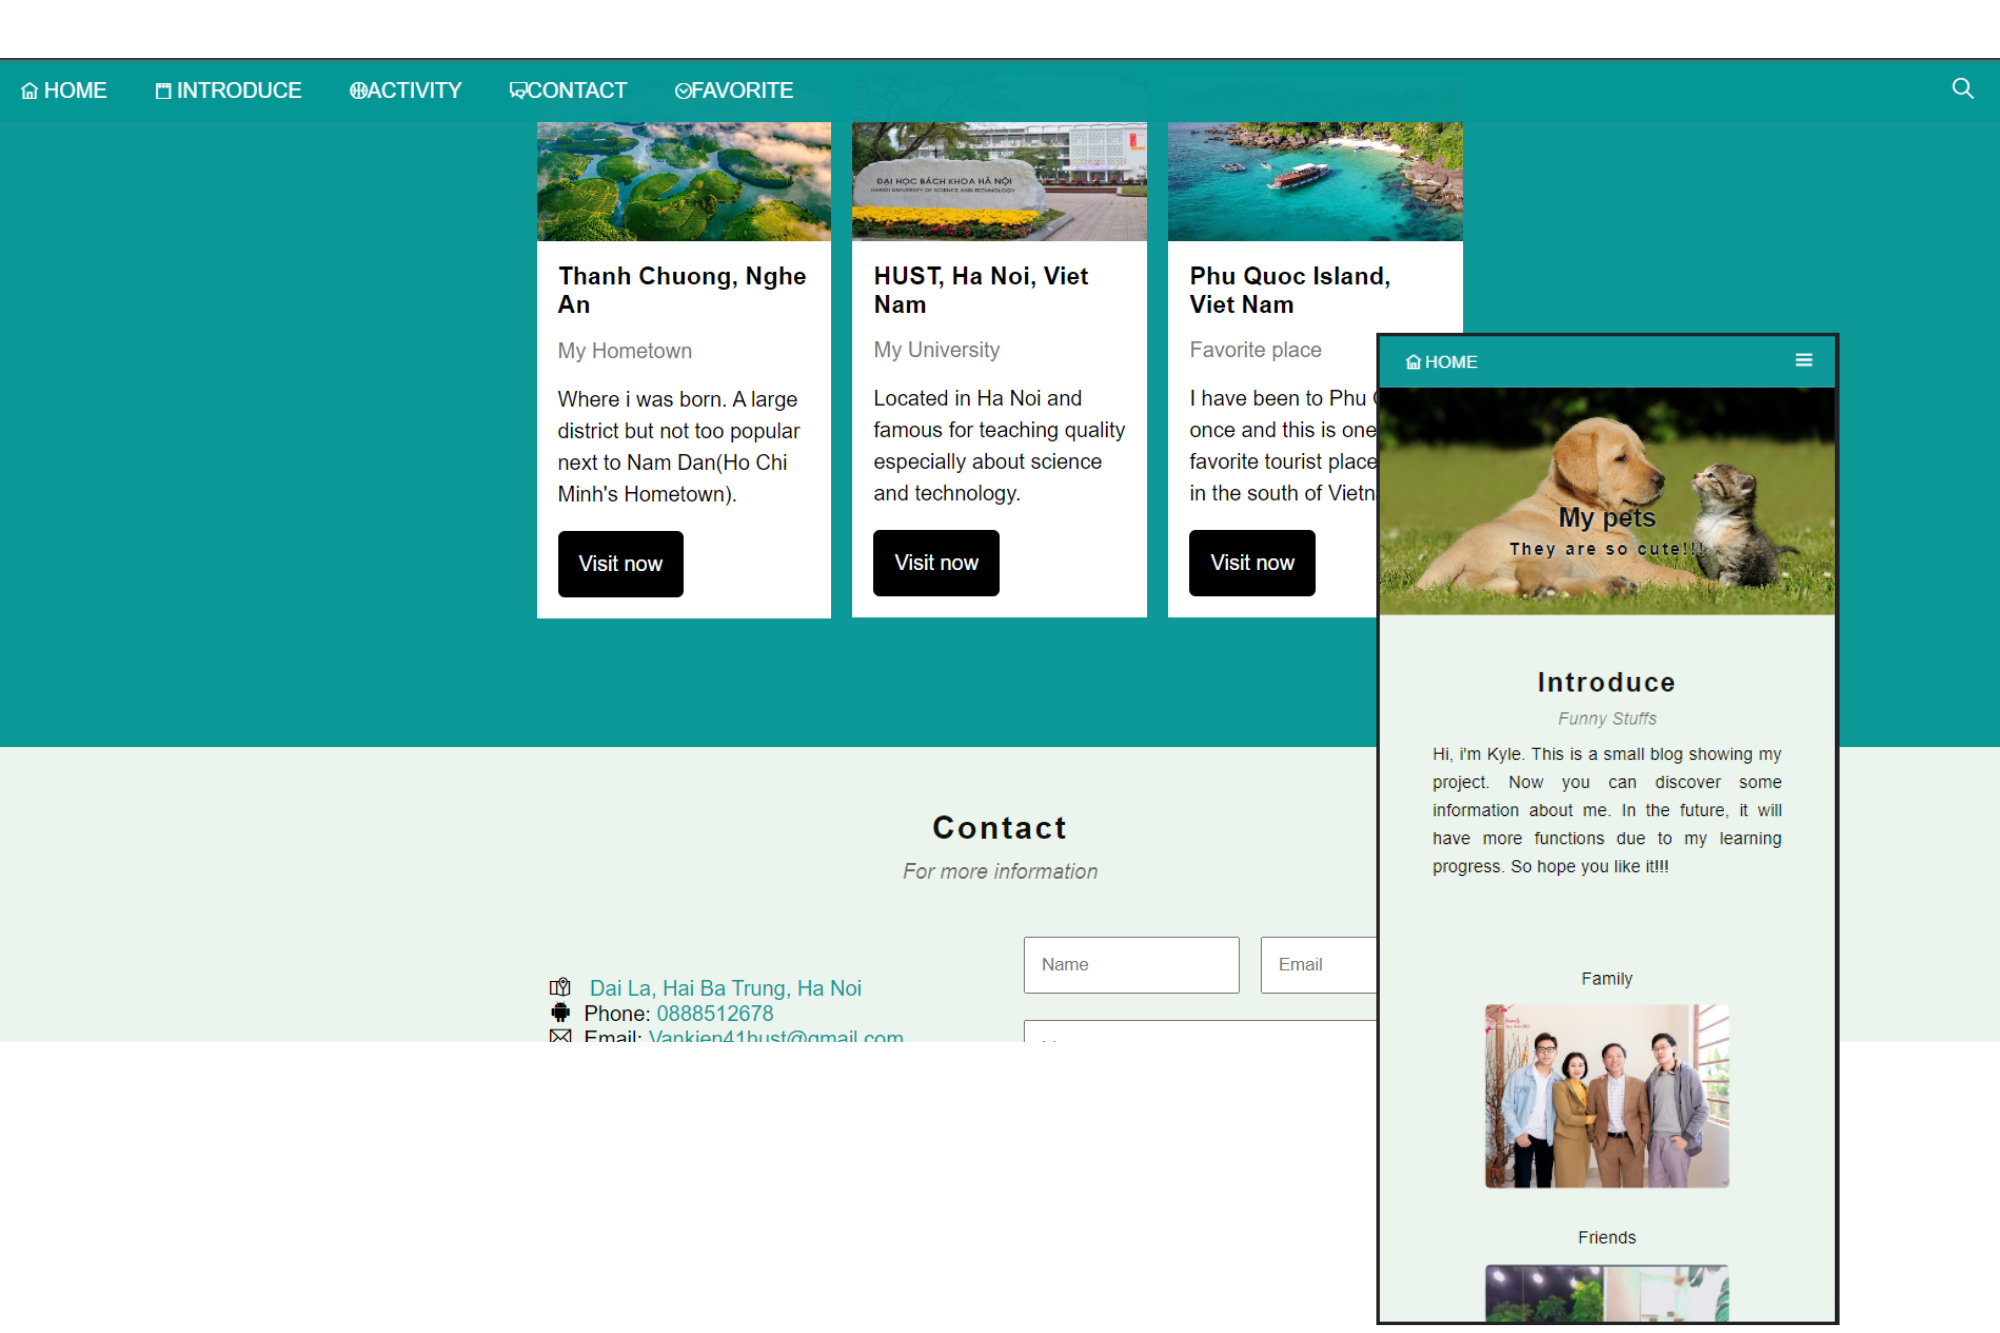 HOME INTRODUCE ACTIVITY CONTACT FAVORITE
ĐẠI HỌC BÁCH KHOA HÀ NỘI
HANOI UNIVERSITY OF SCIENCE AND TECHNOLOGY
Thanh Chuong, Nghe
An
My Hometown
Where i was born. A large
district but not too popular
next to Nam Dan(Ho Chi
Minh's Hometown).
Visit now
HUST, Ha Noi, Viet
Nam
My University
Located in Ha Noi and
famous for teaching quality
especially about science
and technology.
Visit now
Phu Quoc Island,
Viet Nam
Favorite place
I have been to Phu
once and this is one
favorite tourist place
in the south of Vietn
Visit now
Contact
For more information
Dai La, Hai Ba Trung, Ha Noi
Phone: 0888512678
Email: Vankien41hust@gmail.com
Name
Email
HOME
My pets
They are so cute!!!
Introduce
Funny Stuffs
Hi, i'm Kyle. This is a small blog showing my
project. Now you can discover some
information about me. In the future, it will
have more functions due to my learning
progress. So hope you like it!!!
Family
Friends